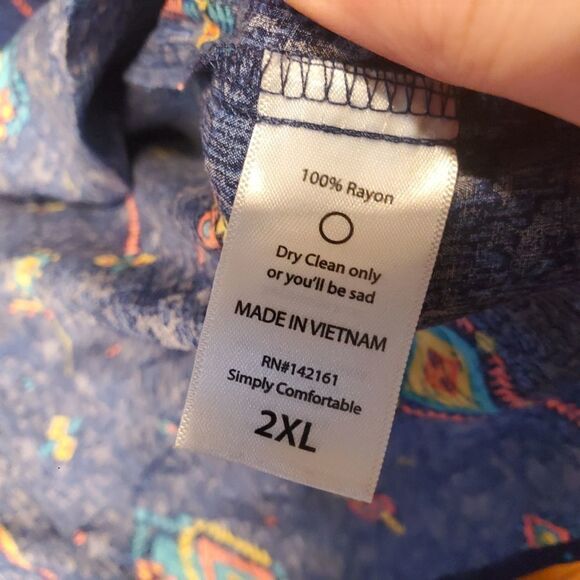 100% Rayon
Dry Clean only
or you'll be sad
MADE IN VIETNAM
RN#142161
Simply Comfortable
2XL